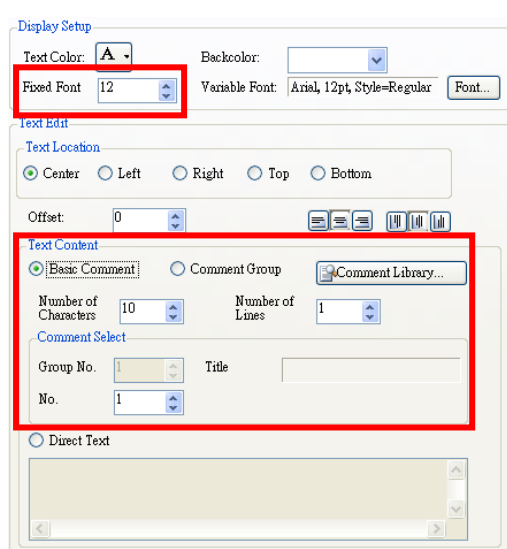 Display Setup
Text Color: A Backcolor:
Fixed Font 12 Variable Font: Arial, 12pt, Style=Regular Font...
Text Edit
Text Location
Center Left Right Top Bottom
Offset: 0
Text Content
Basic Comment Comment Group Comment Library...
Number of Characters 10 Number of Lines 1
Comment Select
Group No. 1 Title
No. 1
Direct Text